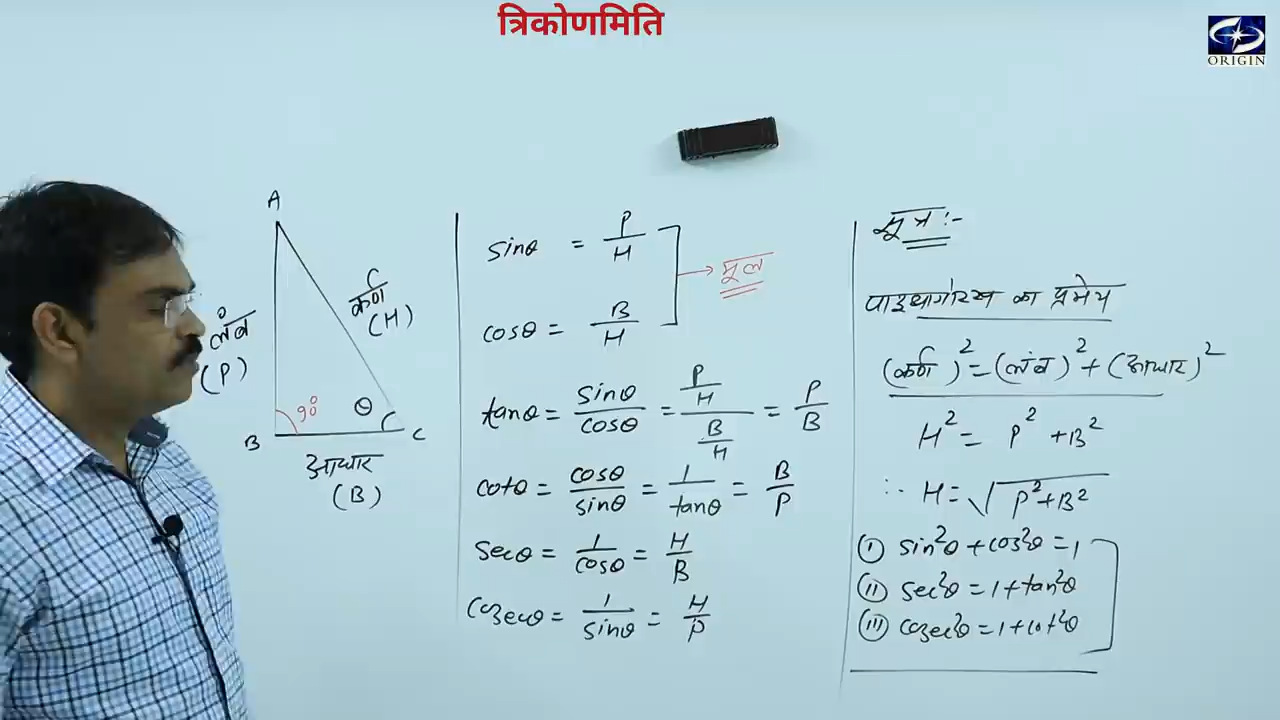 त्रिकोणमिति
ORIGIN
A
कर्ण
(H)
लंब
(P)
90°
θ
B
C
आधार
(B)
sinθ = P/H
cosθ = B/H
मूल
tanθ = sinθ/cosθ = P/H / B/H = P/B
cotθ = cosθ/sinθ = 1/tanθ = B/P
secθ = 1/cosθ = H/B
cosecθ = 1/sinθ = H/P
सूत्र :-
पाइथागोरस का प्रमेय
(कर्ण)² = (लंब)² + (आधार)²
H² = P² + B²
∴ H = √P²+B²
(i) sin²θ + cos²θ = 1
(ii) sec²θ = 1 + tan²θ
(iii) cosec²θ = 1 + cot²θ